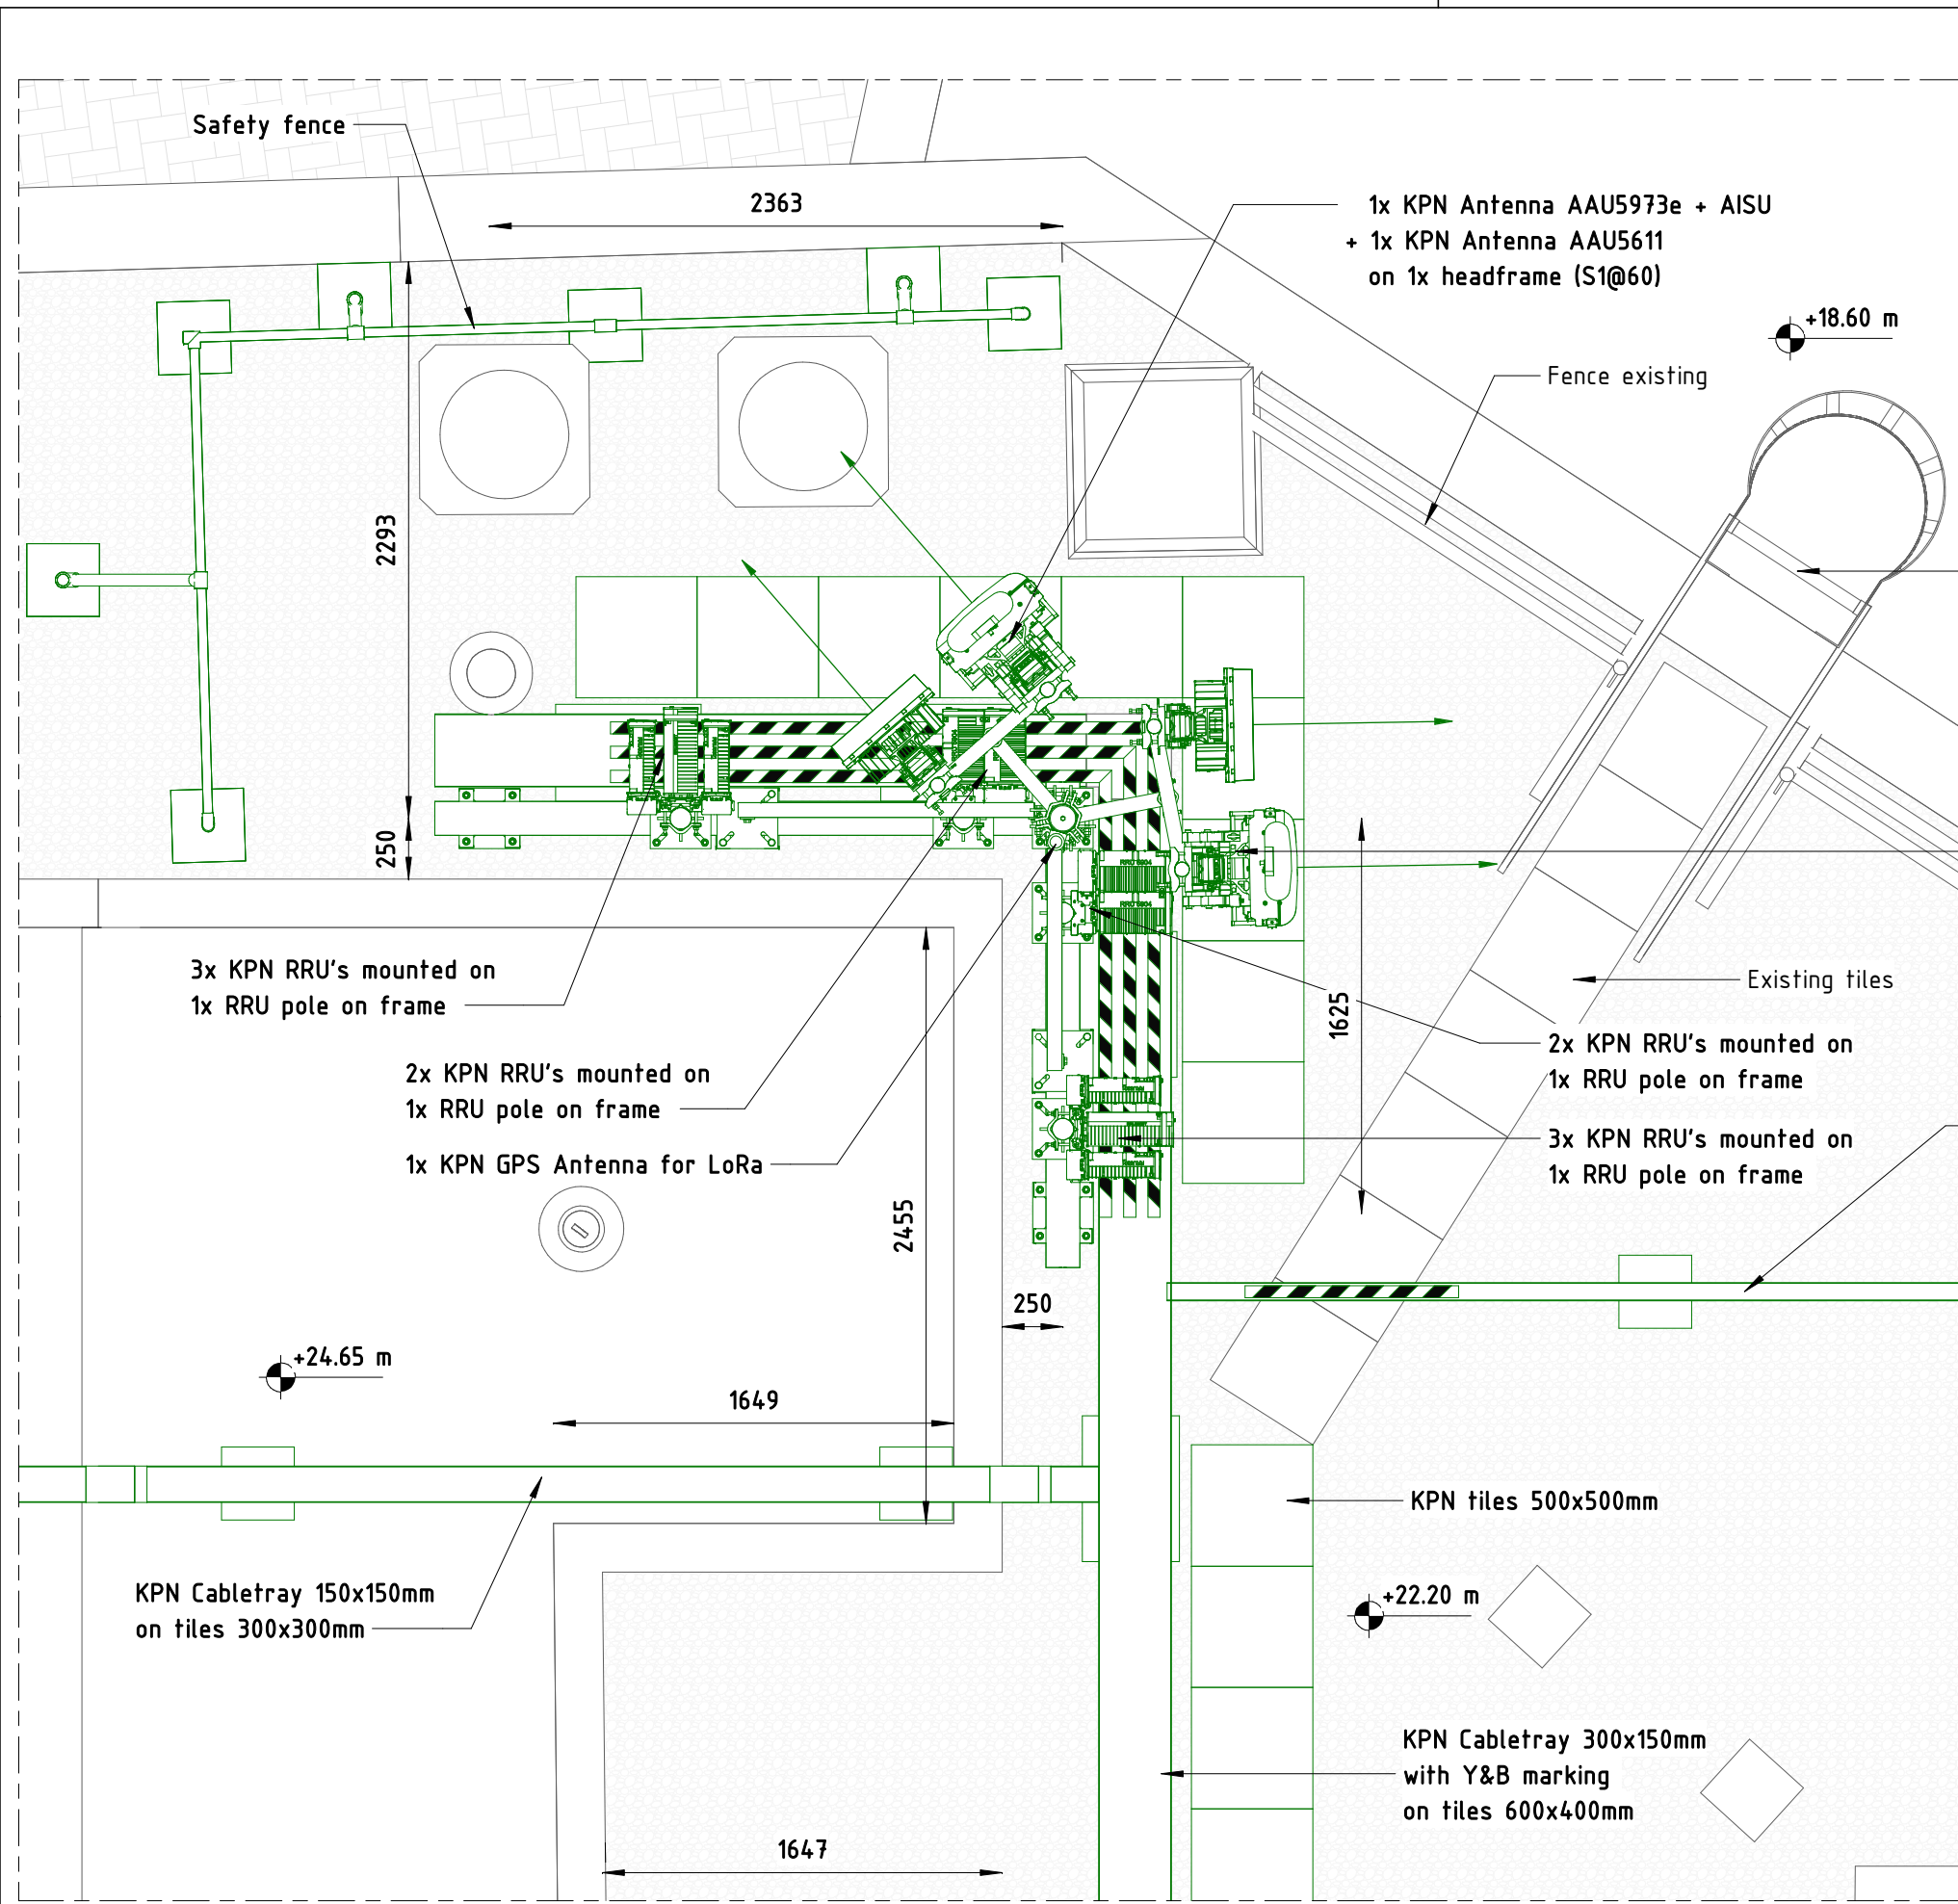 Safety fence
2363
1x KPN Antenna AAU5973e + AISU
+ 1x KPN Antenna AAU5611
on 1x headframe (S1@60)
+18.60 m
Fence existing
2293
250
RRU5904
RRU5904
3x KPN RRU's mounted on
1x RRU pole on frame
Existing tiles
1625
2x KPN RRU's mounted on
1x RRU pole on frame
2x KPN RRU's mounted on
1x RRU pole on frame
3x KPN RRU's mounted on
1x RRU pole on frame
1x KPN GPS Antenna for LoRa
2455
250
+24.65 m
1649
KPN tiles 500x500mm
KPN Cabletray 150x150mm
on tiles 300x300mm
+22.20 m
KPN Cabletray 300x150mm
with Y&B marking
on tiles 600x400mm
1647